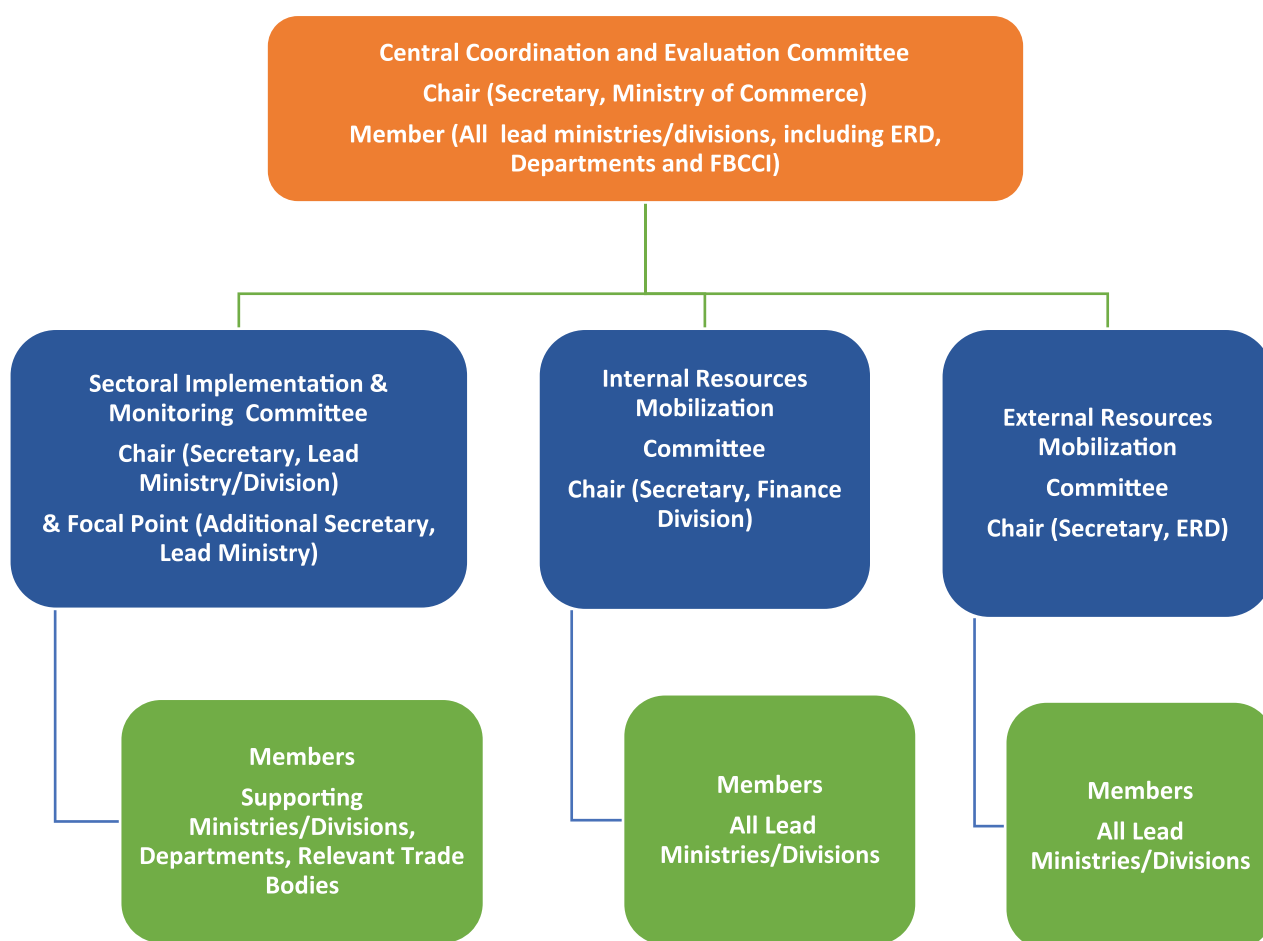 Central Coordination and Evaluation Committee
Chair (Secretary, Ministry of Commerce)
Member (All lead ministries/divisions, including ERD,
Departments and FBCCI)
Sectoral Implementation &
Monitoring Committee
Chair (Secretary, Lead
Ministry/Division)
& Focal Point (Additional Secretary,
Lead Ministry)
Internal Resources
Mobilization
Committee
Chair (Secretary, Finance
Division)
External Resources
Mobilization
Committee
Chair (Secretary, ERD)
Members
Supporting
Ministries/Divisions,
Departments, Relevant Trade
Bodies
Members
All Lead
Ministries/Divisions
Members
All Lead
Ministries/Divisions